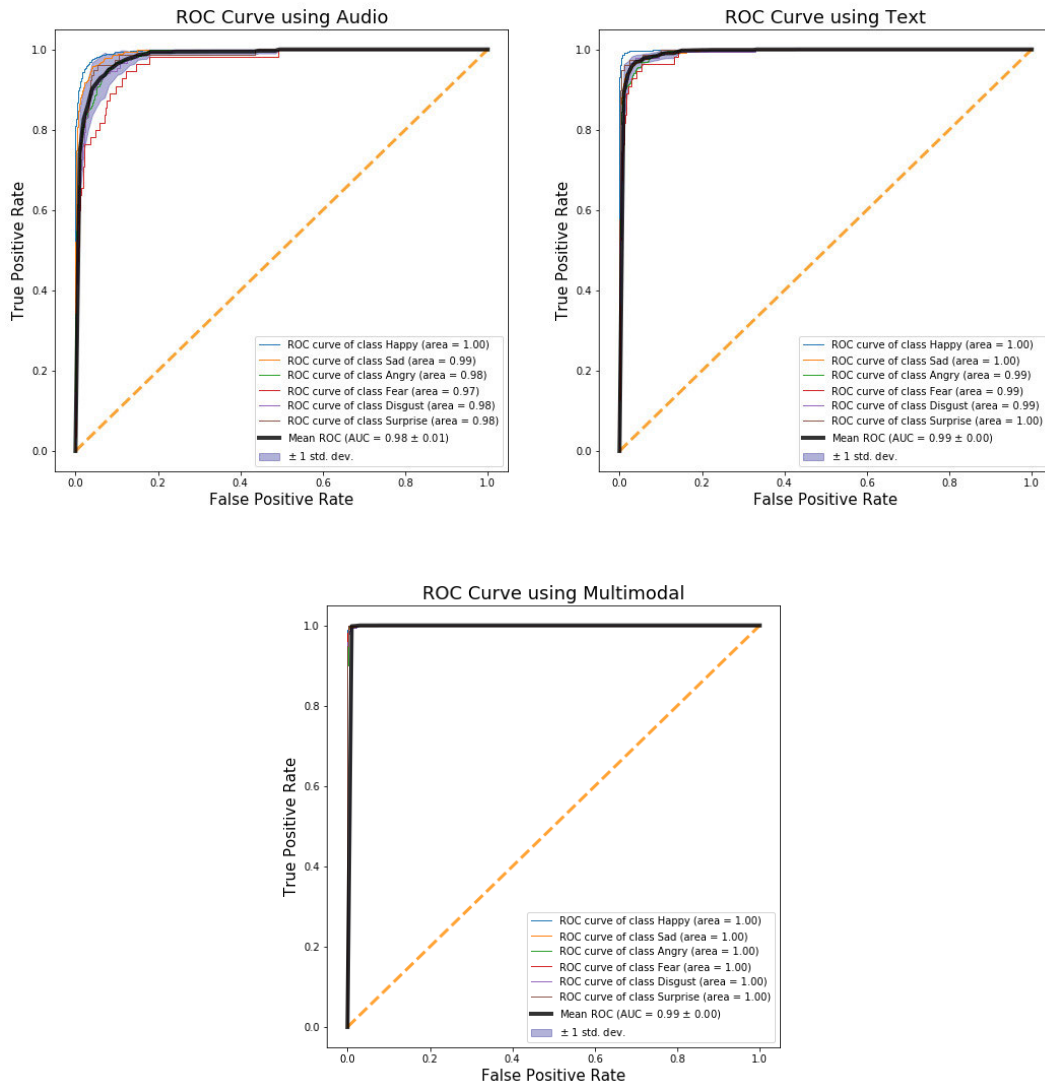 ROC Curve using Audio
True Positive Rate
1.0
0.8
0.6
0.4
0.2
0.0
ROC curve of class Happy (area = 1.00)
ROC curve of class Sad (area = 0.99)
ROC curve of class Angry (area = 0.98)
ROC curve of class Fear (area = 0.97)
ROC curve of class Disgust (area = 0.98)
ROC curve of class Surprise (area = 0.98)
Mean ROC (AUC = 0.98 ± 0.01)
± 1 std. dev.
0.0 0.2 0.4 0.6 0.8 1.0
False Positive Rate
ROC Curve using Text
True Positive Rate
1.0
0.8
0.6
0.4
0.2
0.0
ROC curve of class Happy (area = 1.00)
ROC curve of class Sad (area = 1.00)
ROC curve of class Angry (area = 0.99)
ROC curve of class Fear (area = 0.99)
ROC curve of class Disgust (area = 0.99)
ROC curve of class Surprise (area = 1.00)
Mean ROC (AUC = 0.99 ± 0.00)
± 1 std. dev.
0.0 0.2 0.4 0.6 0.8 1.0
False Positive Rate
ROC Curve using Multimodal
True Positive Rate
1.0
0.8
0.6
0.4
0.2
0.0
ROC curve of class Happy (area = 1.00)
ROC curve of class Sad (area = 1.00)
ROC curve of class Angry (area = 1.00)
ROC curve of class Fear (area = 1.00)
ROC curve of class Disgust (area = 1.00)
ROC curve of class Surprise (area = 1.00)
Mean ROC (AUC = 0.99 ± 0.00)
± 1 std. dev.
0.0 0.2 0.4 0.6 0.8 1.0
False Positive Rate